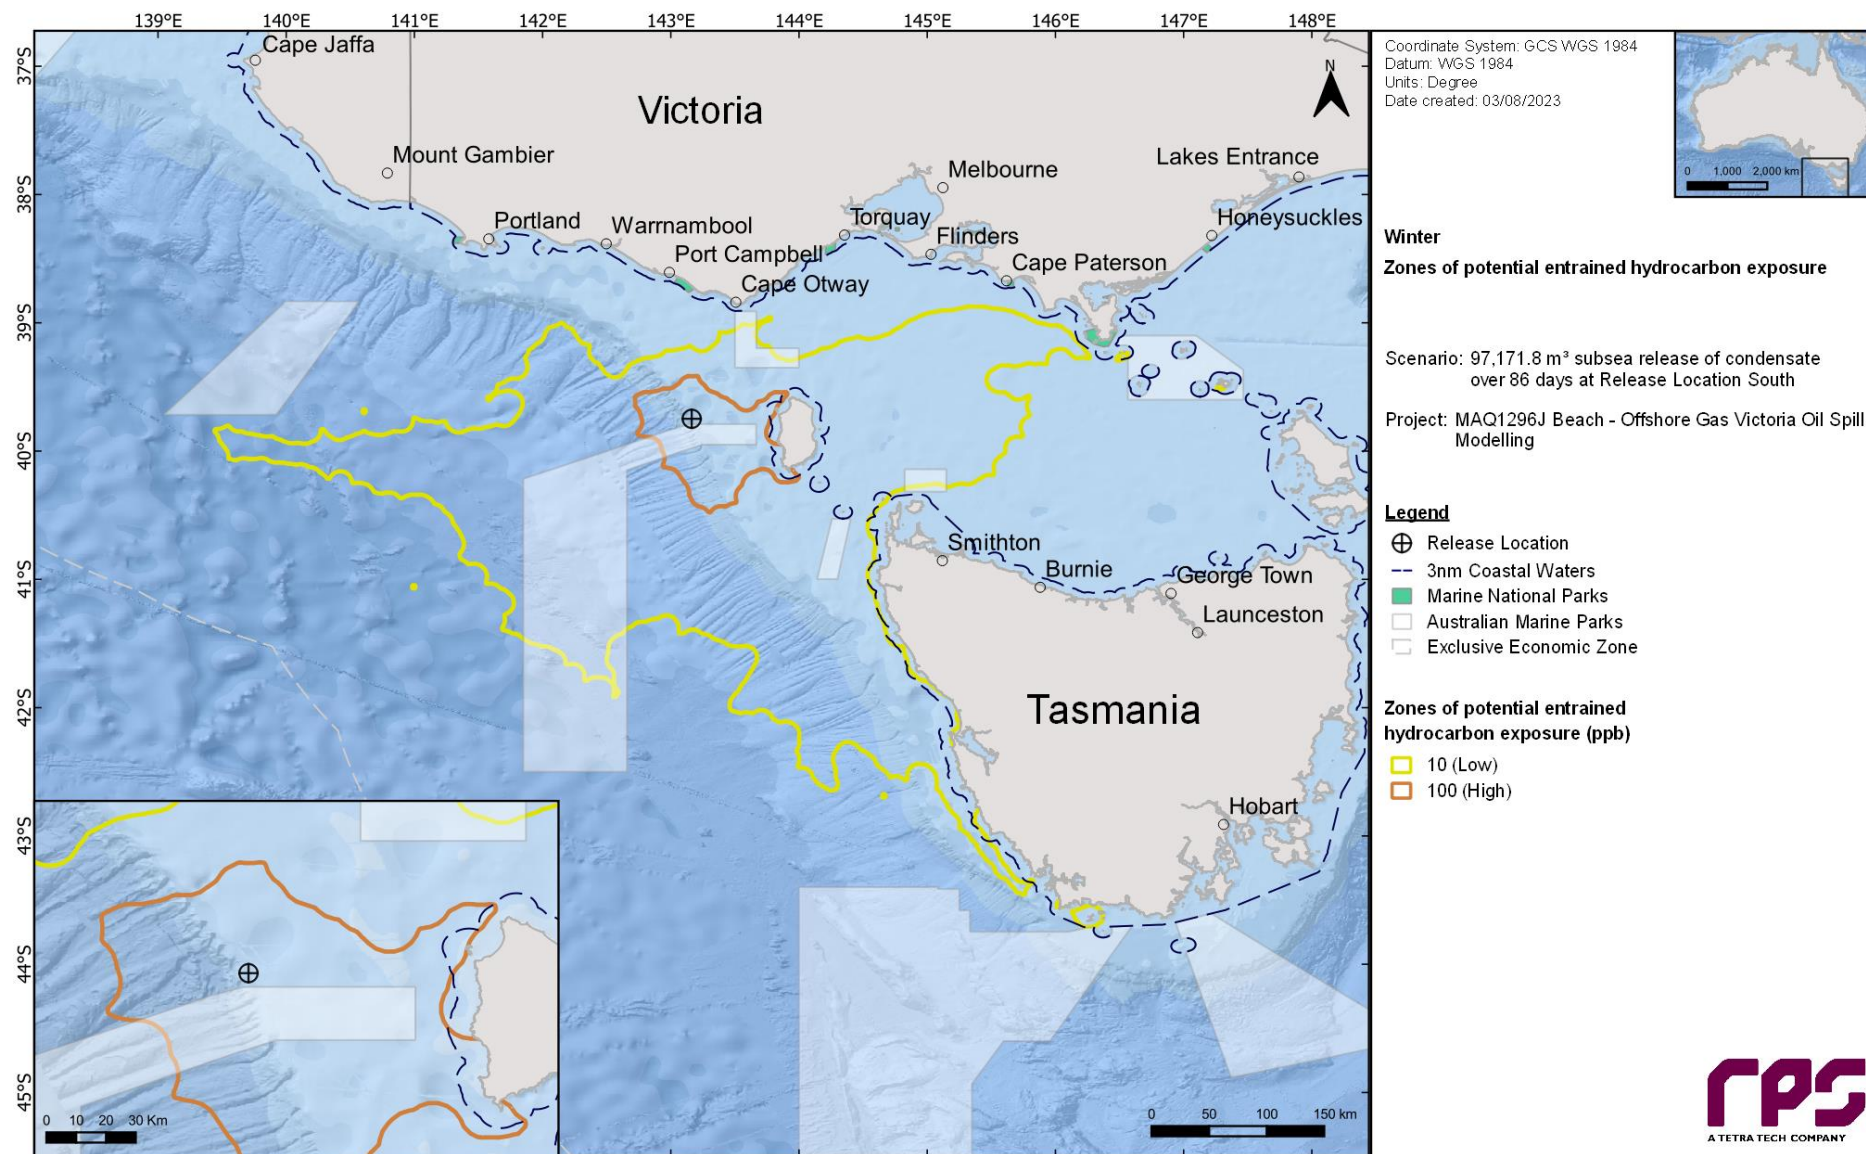 139°E 140°E 141°E 142°E 143°E 144°E 145°E 146°E 147°E 148°E
37°S
38°S
39°S
40°S
41°S
42°S
43°S
44°S
45°S
Cape Jaffa
Victoria
N
Mount Gambier
Melbourne
Lakes Entrance
Portland
Warrnambool
Torquay
Honeysuckles
Flinders
Port Campbell
Cape Paterson
Cape Otway
Smithton
Burnie
George Town
Launceston
Tasmania
Hobart
0 10 20 30 Km
0 50 100 150 km
Coordinate System: GCS WGS 1984
Datum: WGS 1984
Units: Degree
Date created: 03/08/2023
0 1,000 2,000 km
Winter
Zones of potential entrained hydrocarbon exposure
Scenario: 97,171.8 m³ subsea release of condensate
over 86 days at Release Location South
Project: MAQ1296J Beach - Offshore Gas Victoria Oil Spill
Modelling
Legend
Release Location
3nm Coastal Waters
Marine National Parks
Australian Marine Parks
Exclusive Economic Zone
Zones of potential entrained
hydrocarbon exposure (ppb)
10 (Low)
100 (High)
rps
A TETRA TECH COMPANY